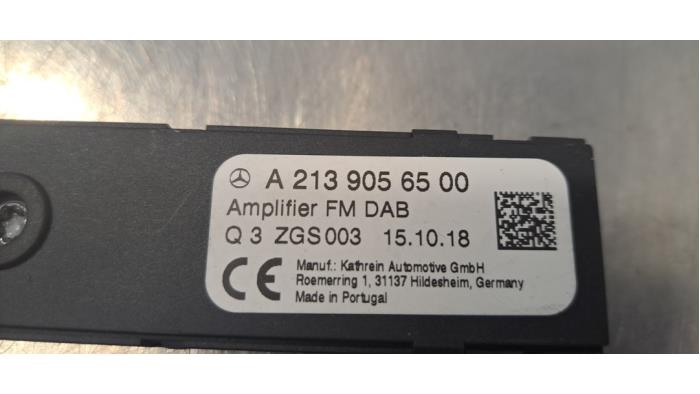 A 213 905 65 00
Amplifier FM DAB
Q 3 ZGS003 15.10.18
Manuf.: Kathrein Automotive GmbH
Roemerring 1, 31137 Hildesheim, Germany
Made in Portugal
CE